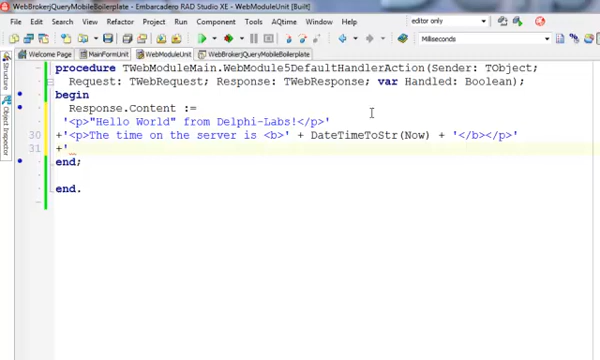 WebBrokerjQueryMobileBoilerplate - Embarcadero RAD Studio XE - WebModuleUnit [Built]
File Edit Search View Refactor Project Run Component Tools AQtime Window Help
editor only
Milliseconds
Welcome Page MainFormUnit WebModuleUnit WebBrokerjQueryMobileBoilerplate
Structure
Object Inspector
procedure TWebModuleMain.WebModule5DefaultHandlerAction(Sender: TObject;
Request: TWebRequest; Response: TWebResponse; var Handled: Boolean);
begin
Response.Content :=
'<p>"Hello World" from Delphi-Labs!</p>'
30 +'<p>The time on the server is <b>' + DateTimeToStr(Now) + '</b></p>'
31 +'
end;
end.